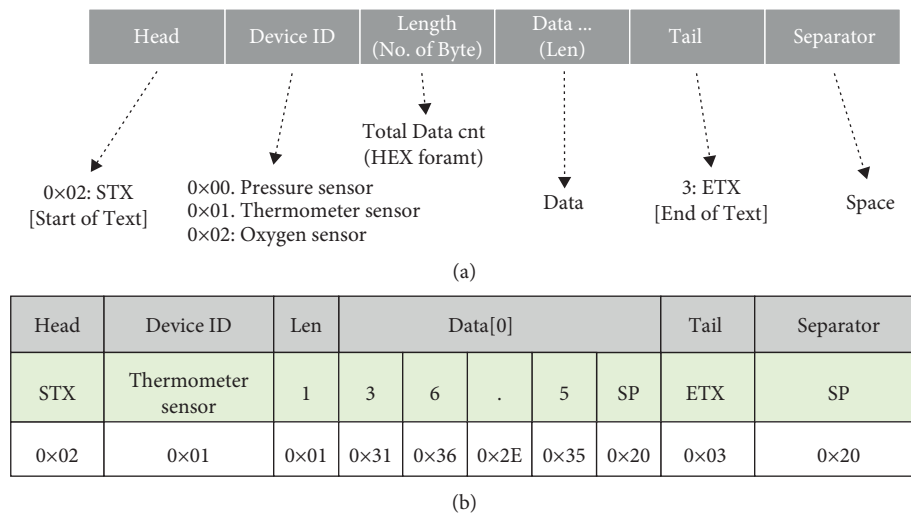 Head Device ID Length (No. of Byte) Data ... (Len) Tail Separator
0×02: STX
[Start of Text]
0×00. Pressure sensor
0×01. Thermometer sensor
0×02: Oxygen sensor
Total Data cnt
(HEX foramt)
Data
3: ETX
[End of Text]
Space
(a)
Head Device ID Len Data[0] Tail Separator
STX Thermometer sensor 1 3 6 . 5 SP ETX SP
0×02 0×01 0×01 0×31 0×36 0×2E 0×35 0×20 0×03 0×20
(b)